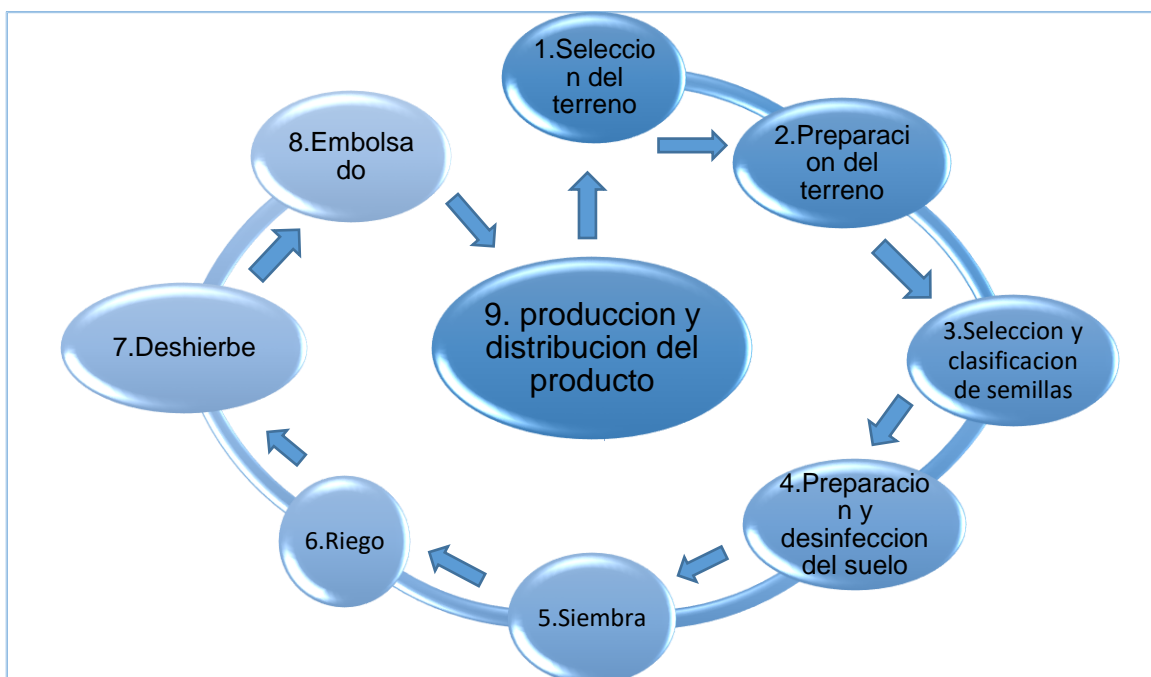 1.Seleccio
n del
terreno
2.Preparaci
on del
terreno
3.Seleccion y
clasificacion
de semillas
4.Preparacio
n y
desinfeccion
del suelo
5.Siembra
6.Riego
7.Deshierbe
8.Embolsa
do
9. produccion y
distribucion del
producto